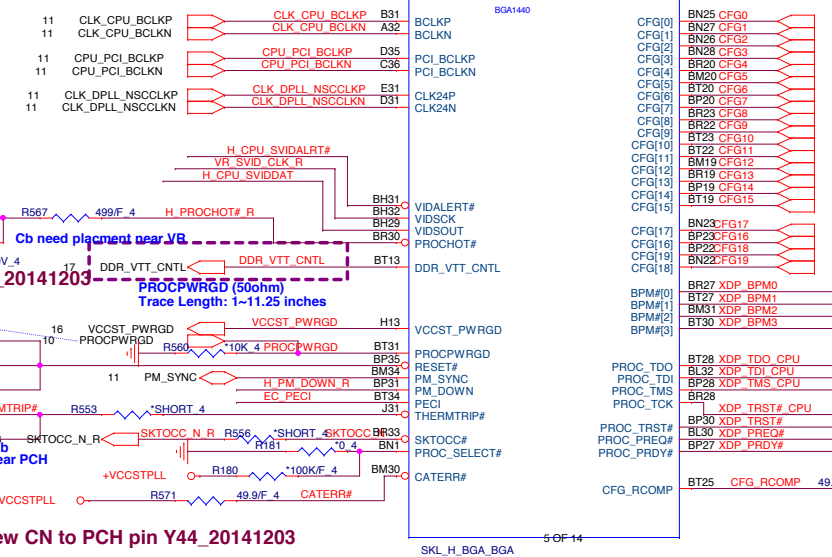 BGA1440
11 CLK_CPU_BCLKP CLK_CPU_BCLKP B31 BCLKP CFG[0] BN25 CFG0
11 CLK_CPU_BCLKN CLK_CPU_BCLKN A32 BCLKN CFG[1] BN27 CFG1
CFG[2] BN26 CFG2
11 CPU_PCI_BCLKP CPU_PCI_BCLKP D35 PCI_BCLKP CFG[3] BN28 CFG3
11 CPU_PCI_BCLKN CPU_PCI_BCLKN C36 PCI_BCLKN CFG[4] BR20 CFG4
CFG[5] BM20 CFG5
11 CLK_DPLL_NSCCLKP CLK_DPLL_NSCCLKP E31 CLK24P CFG[6] BT20 CFG6
11 CLK_DPLL_NSCCLKN CLK_DPLL_NSCCLKN D31 CLK24N CFG[7] BP20 CFG7
CFG[8] BR23 CFG8
CFG[9] BR22 CFG9
CFG[10] BT23 CFG10
CFG[11] BT22 CFG11
CFG[12] BM19 CFG12
CFG[13] BR19 CFG13
CFG[14] BP19 CFG14
CFG[15] BT19 CFG15
H_CPU_SVIDALRT#
VR_SVID_CLK_R
H_CPU_SVIDDAT
BH31 VIDALERT#
BH32 VIDSCK
BH29 VIDSOUT
R567 499/F_4 H_PROCHOT#_R BR30 PROCHOT#
CFG[17] BN23 CFG17
CFG[16] BP23 CFG16
CFG[19] BP22 CFG18
CFG[18] BN22 CFG19
Cb need placment near VR
0V_4
_20141203
17 DDR_VTT_CNTL DDR_VTT_CNTL BT13 DDR_VTT_CNTL
PROCPWRGD (50ohm)
Trace Length: 1~11.25 inches
BPM#[0] BR27 XDP_BPM0
BPM#[1] BT27 XDP_BPM1
BPM#[2] BM31 XDP_BPM2
BPM#[3] BT30 XDP_BPM3
16 VCCST_PWRGD VCCST_PWRGD H13 VCCST_PWRGD
10 PROCPWRGD
R560 *10K_4 PROCPWRGD BT31 PROCPWRGD
BP35 RESET#
11 PM_SYNC BM34 PM_SYNC
H_PM_DOWN_R BP31 PM_DOWN
EC_PECI BT34 PECI
MTRIP# R553 *SHORT_4 J31 THERMTRIP#
PROC_TDO BT28 XDP_TDO_CPU
PROC_TDI BL32 XDP_TDI_CPU
PROC_TMS BP28 XDP_TMS_CPU
PROC_TCK BR28
XDP_TRST#_CPU
PROC_TRST# BP30 XDP_TRST#
PROC_PREQ# BL30 XDP_PREQ#
PROC_PRDY# BP27 XDP_PRDY#
SKTOCC_N_R SKTOCC_N_R R556 *SHORT_4 BR33 SKTOCC#
R181 *0_4 BN1 PROC_SELECT#
b
ear PCH
+VCCSTPLL R180 *100K/F_4 BM30 CATERR#
VCCSTPLL R571 49.9/F_4 CATERR#
CFG_RCOMP BT25 CFG_RCOMP 49.
ew CN to PCH pin Y44_20141203
5 OF 14
SKL_H_BGA_BGA